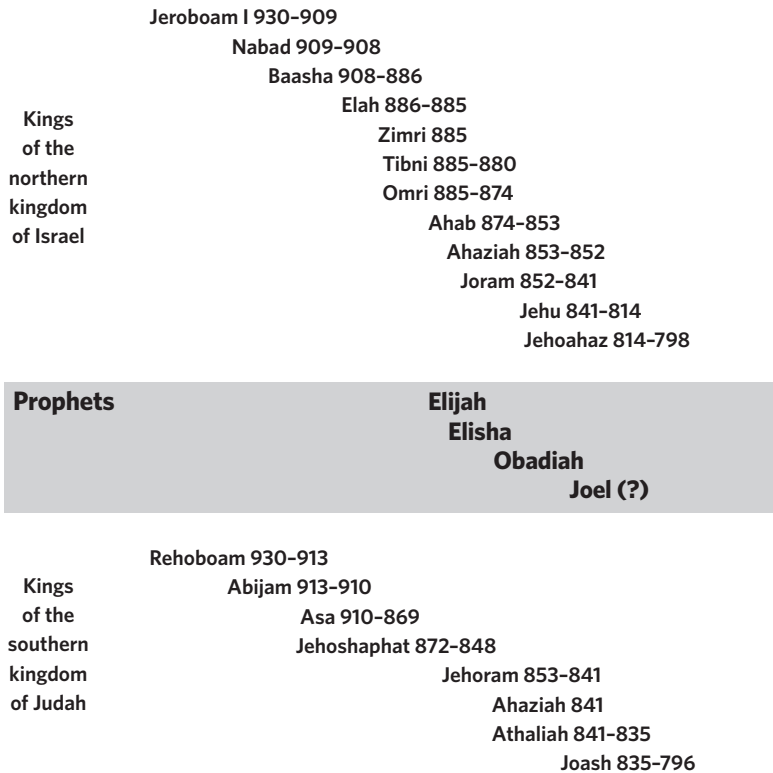 Jeroboam I 930–909
Nabad 909–908
Baasha 908–886
Elah 886–885
Zimri 885
Tibni 885–880
Omri 885–874
Ahab 874–853
Ahaziah 853–852
Joram 852–841
Jehu 841–814
Jehoahaz 814–798
Kings
of the
northern
kingdom
of Israel
Prophets
Elijah
Elisha
Obadiah
Joel (?)
Rehoboam 930–913
Abijam 913–910
Asa 910–869
Jehoshaphat 872–848
Jehoram 853–841
Ahaziah 841
Athaliah 841–835
Joash 835–796
Kings
of the
southern
kingdom
of Judah